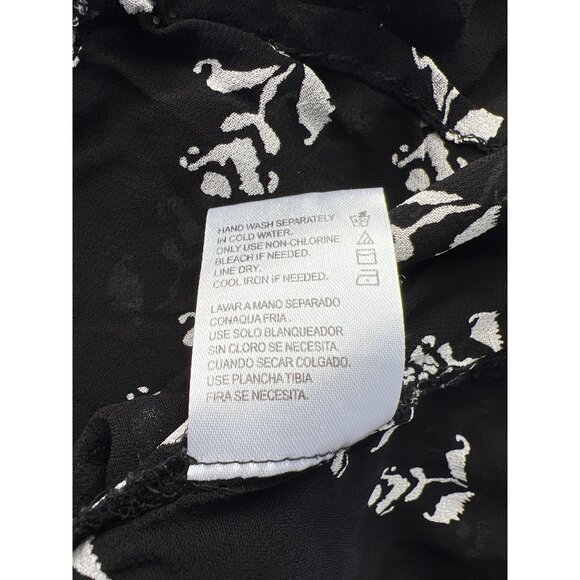 HAND WASH SEPARATELY
IN COLD WATER.
ONLY USE NON-CHLORINE
BLEACH IF NEEDED.
LINE DRY.
COOL IRON IF NEEDED.
LAVAR A MANO SEPARADO
CONAQUA FRIA.
USE SOLO BLANQUEADOR
SIN CLORO SE NECESITA.
CUANDO SECAR COLGADO.
USE PLANCHA TIBIA
FIRA SE NECESITA.